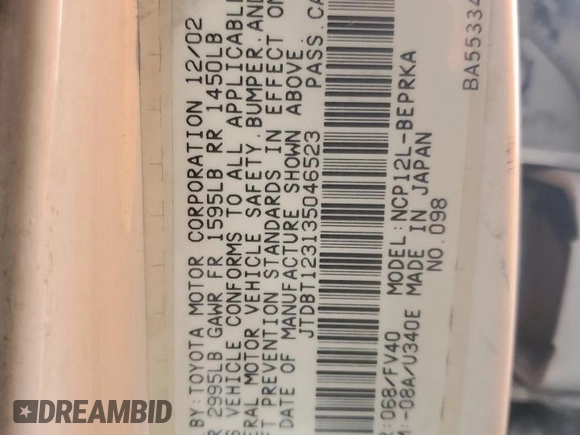 BY:TOYOTA MOTOR CORPORATION 12/02
2995LB GAWR FR 1595LB RR 1450LB
VEHICLE CONFORMS TO ALL APPLICABLE
MOTOR VEHICLE SAFETY, BUMPER, AND
PREVENTION STANDARDS IN EFFECT ON
DATE OF MANUFACTURE SHOWN ABOVE.
JTDBT123135046523 PASS. CA
:068/FV40 MODEL:NCP12L-BEPRKA
-08A/U340E MADE IN JAPAN
NO.098
BA55334
DREAMBID